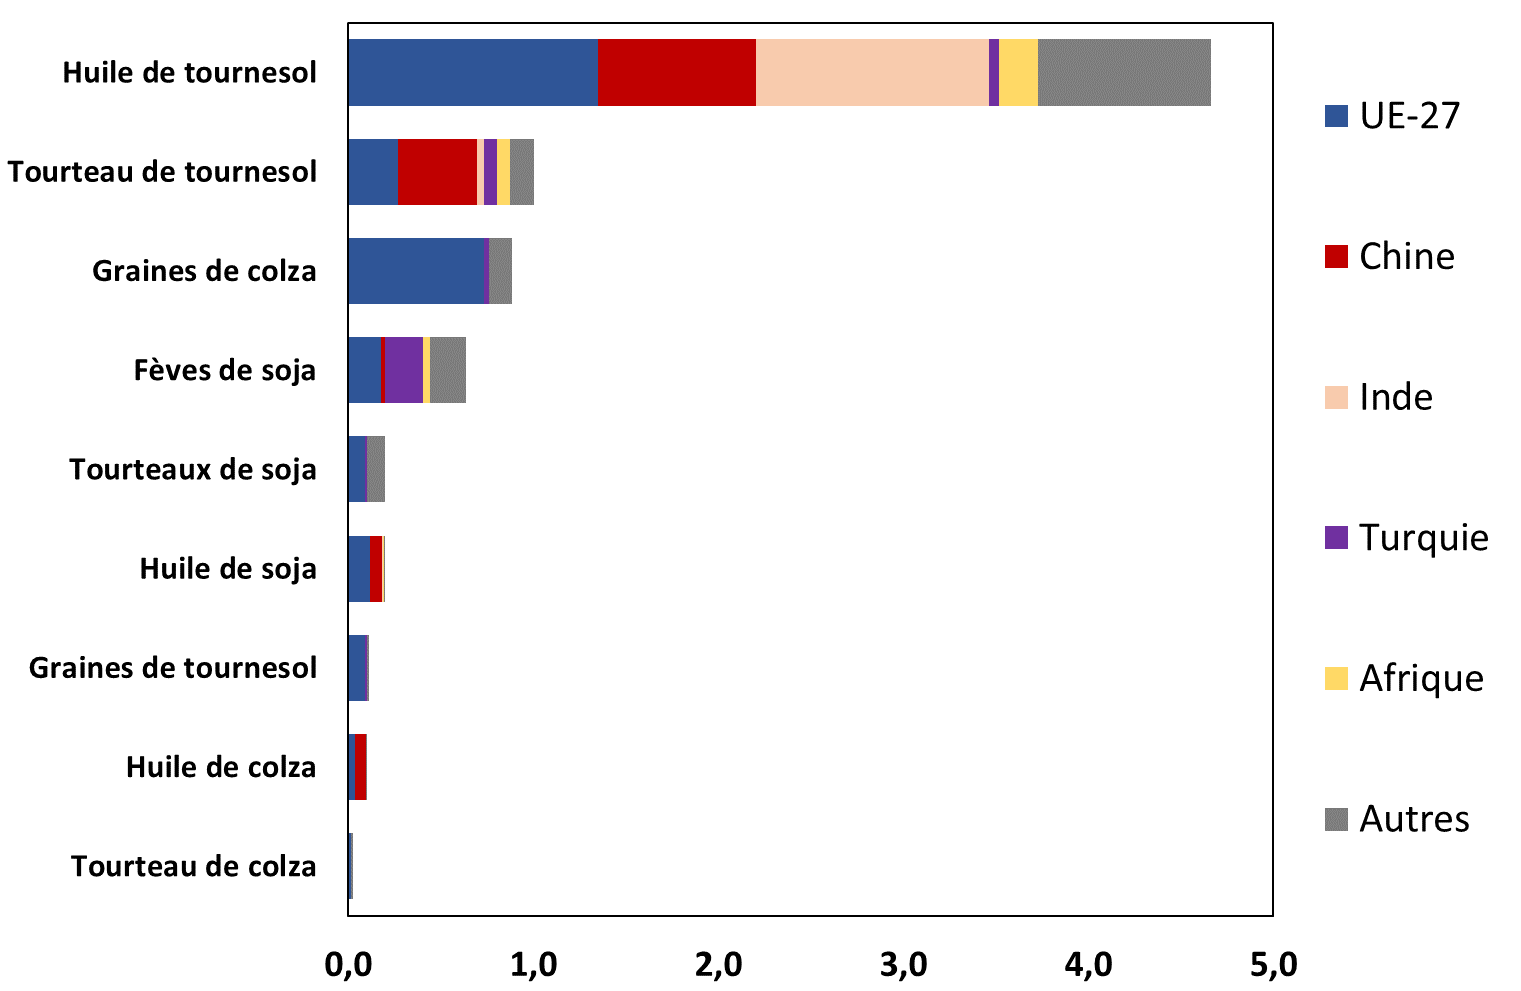 Huile de tournesol
Tourteau de tournesol
Graines de colza
Fèves de soja
Tourteaux de soja
Huile de soja
Graines de tournesol
Huile de colza
Tourteau de colza
0,0 1,0 2,0 3,0 4,0 5,0
UE-27
Chine
Inde
Turquie
Afrique
Autres